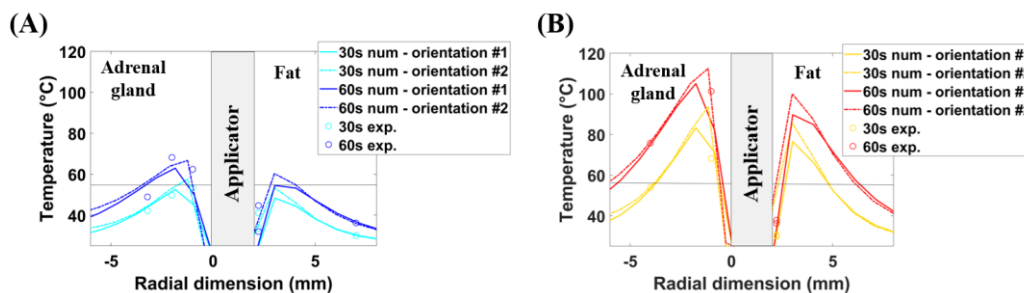 (A)
Temperature (°C)
120
100
80
60
40
Adrenal
gland
Applicator
Fat
30s num - orientation #1
30s num - orientation #2
60s num - orientation #1
60s num - orientation #2
30s exp.
60s exp.
-5
0
5
Radial dimension (mm)
(B)
Temperature (°C)
120
100
80
60
40
Adrenal
gland
Applicator
Fat
30s num - orientation #
30s num - orientation #
60s num - orientation #
60s num - orientation #
30s exp.
60s exp.
-5
0
5
Radial dimension (mm)